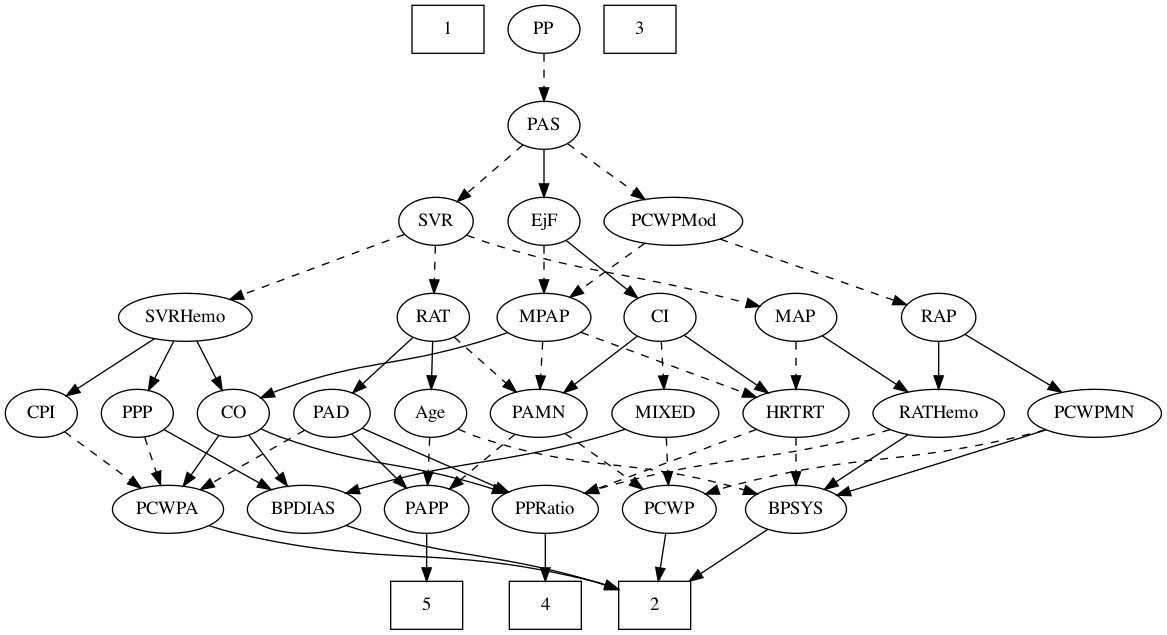 1 PP 3
PAS
SVR EjF PCWPMod
SVRHemo RAT MPAP CI MAP RAP
CPI PPP CO PAD Age PAMN MIXED HRTRT RATHemo PCWPMN
PCWPA BPDIAS PAPP PPRatio PCWP BPSYS
5 4 2